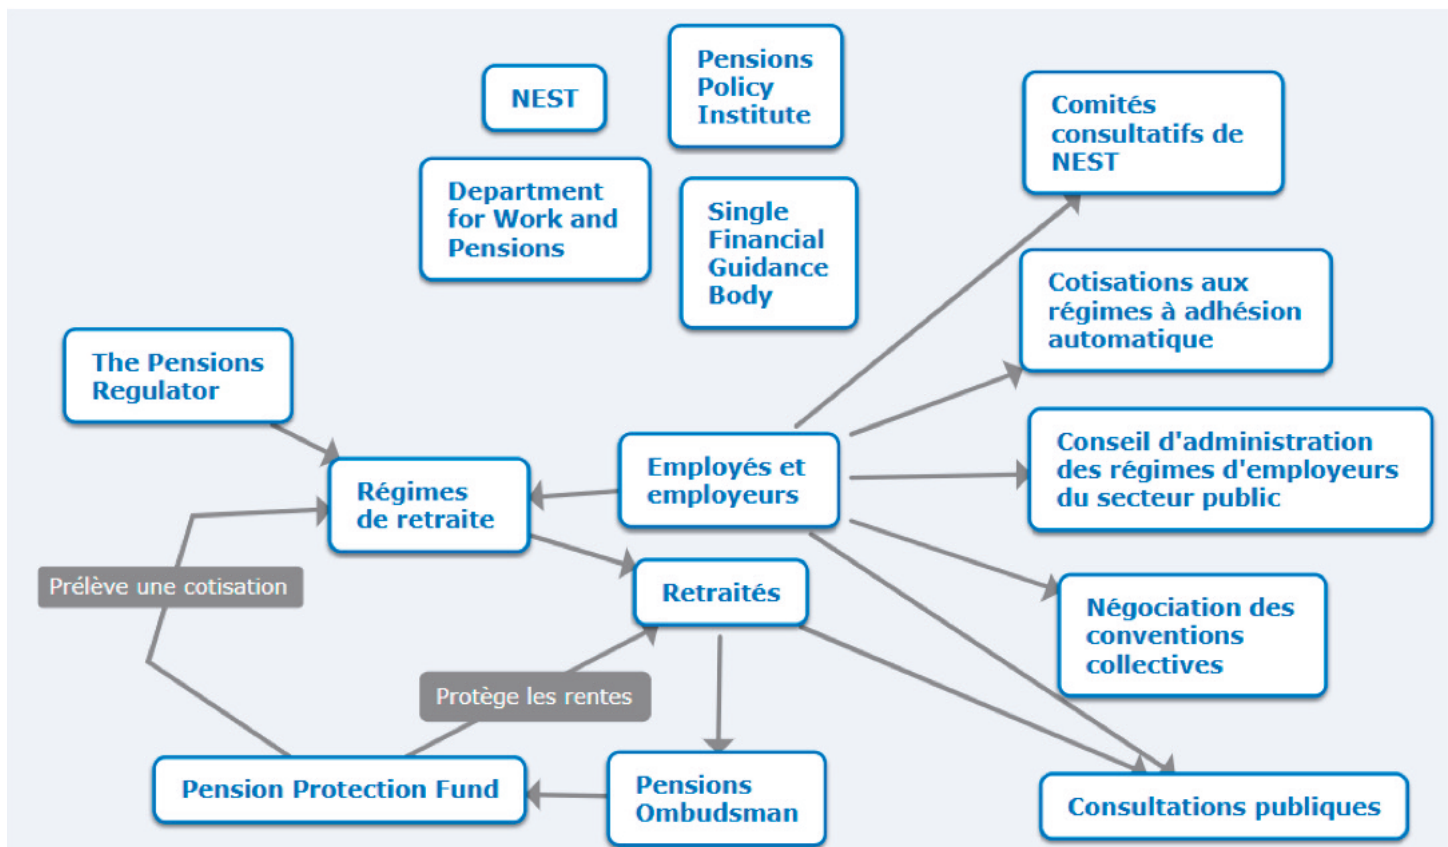 NEST
Pensions
Policy
Institute
Comités
consultatifs de
NEST
Department
for Work and
Pensions
Single
Financial
Guidance
Body
Cotisations aux
régimes à adhésion
automatique
The Pensions
Regulator
Régimes
de retraite
Employés et
employeurs
Conseil d'administration
des régimes d'employeurs
du secteur public
Retraités
Négociation des
conventions
collectives
Prélève une cotisation
Protège les rentes
Pension Protection Fund
Pensions
Ombudsman
Consultations publiques